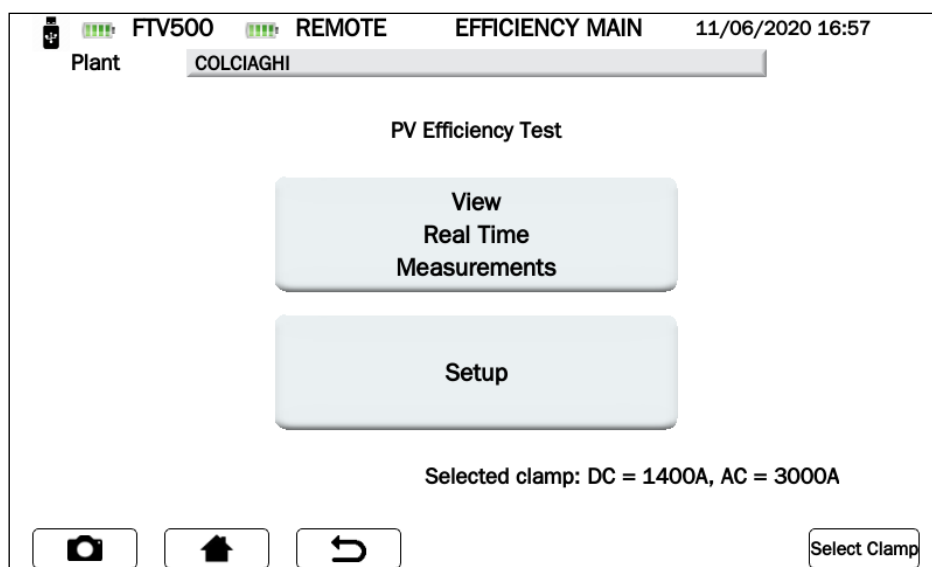 FTV500 REMOTE EFFICIENCY MAIN 11/06/2020 16:57
Plant COLCIAGHI
PV Efficiency Test
View
Real Time
Measurements
Setup
Selected clamp: DC = 1400A, AC = 3000A
Select Clamp